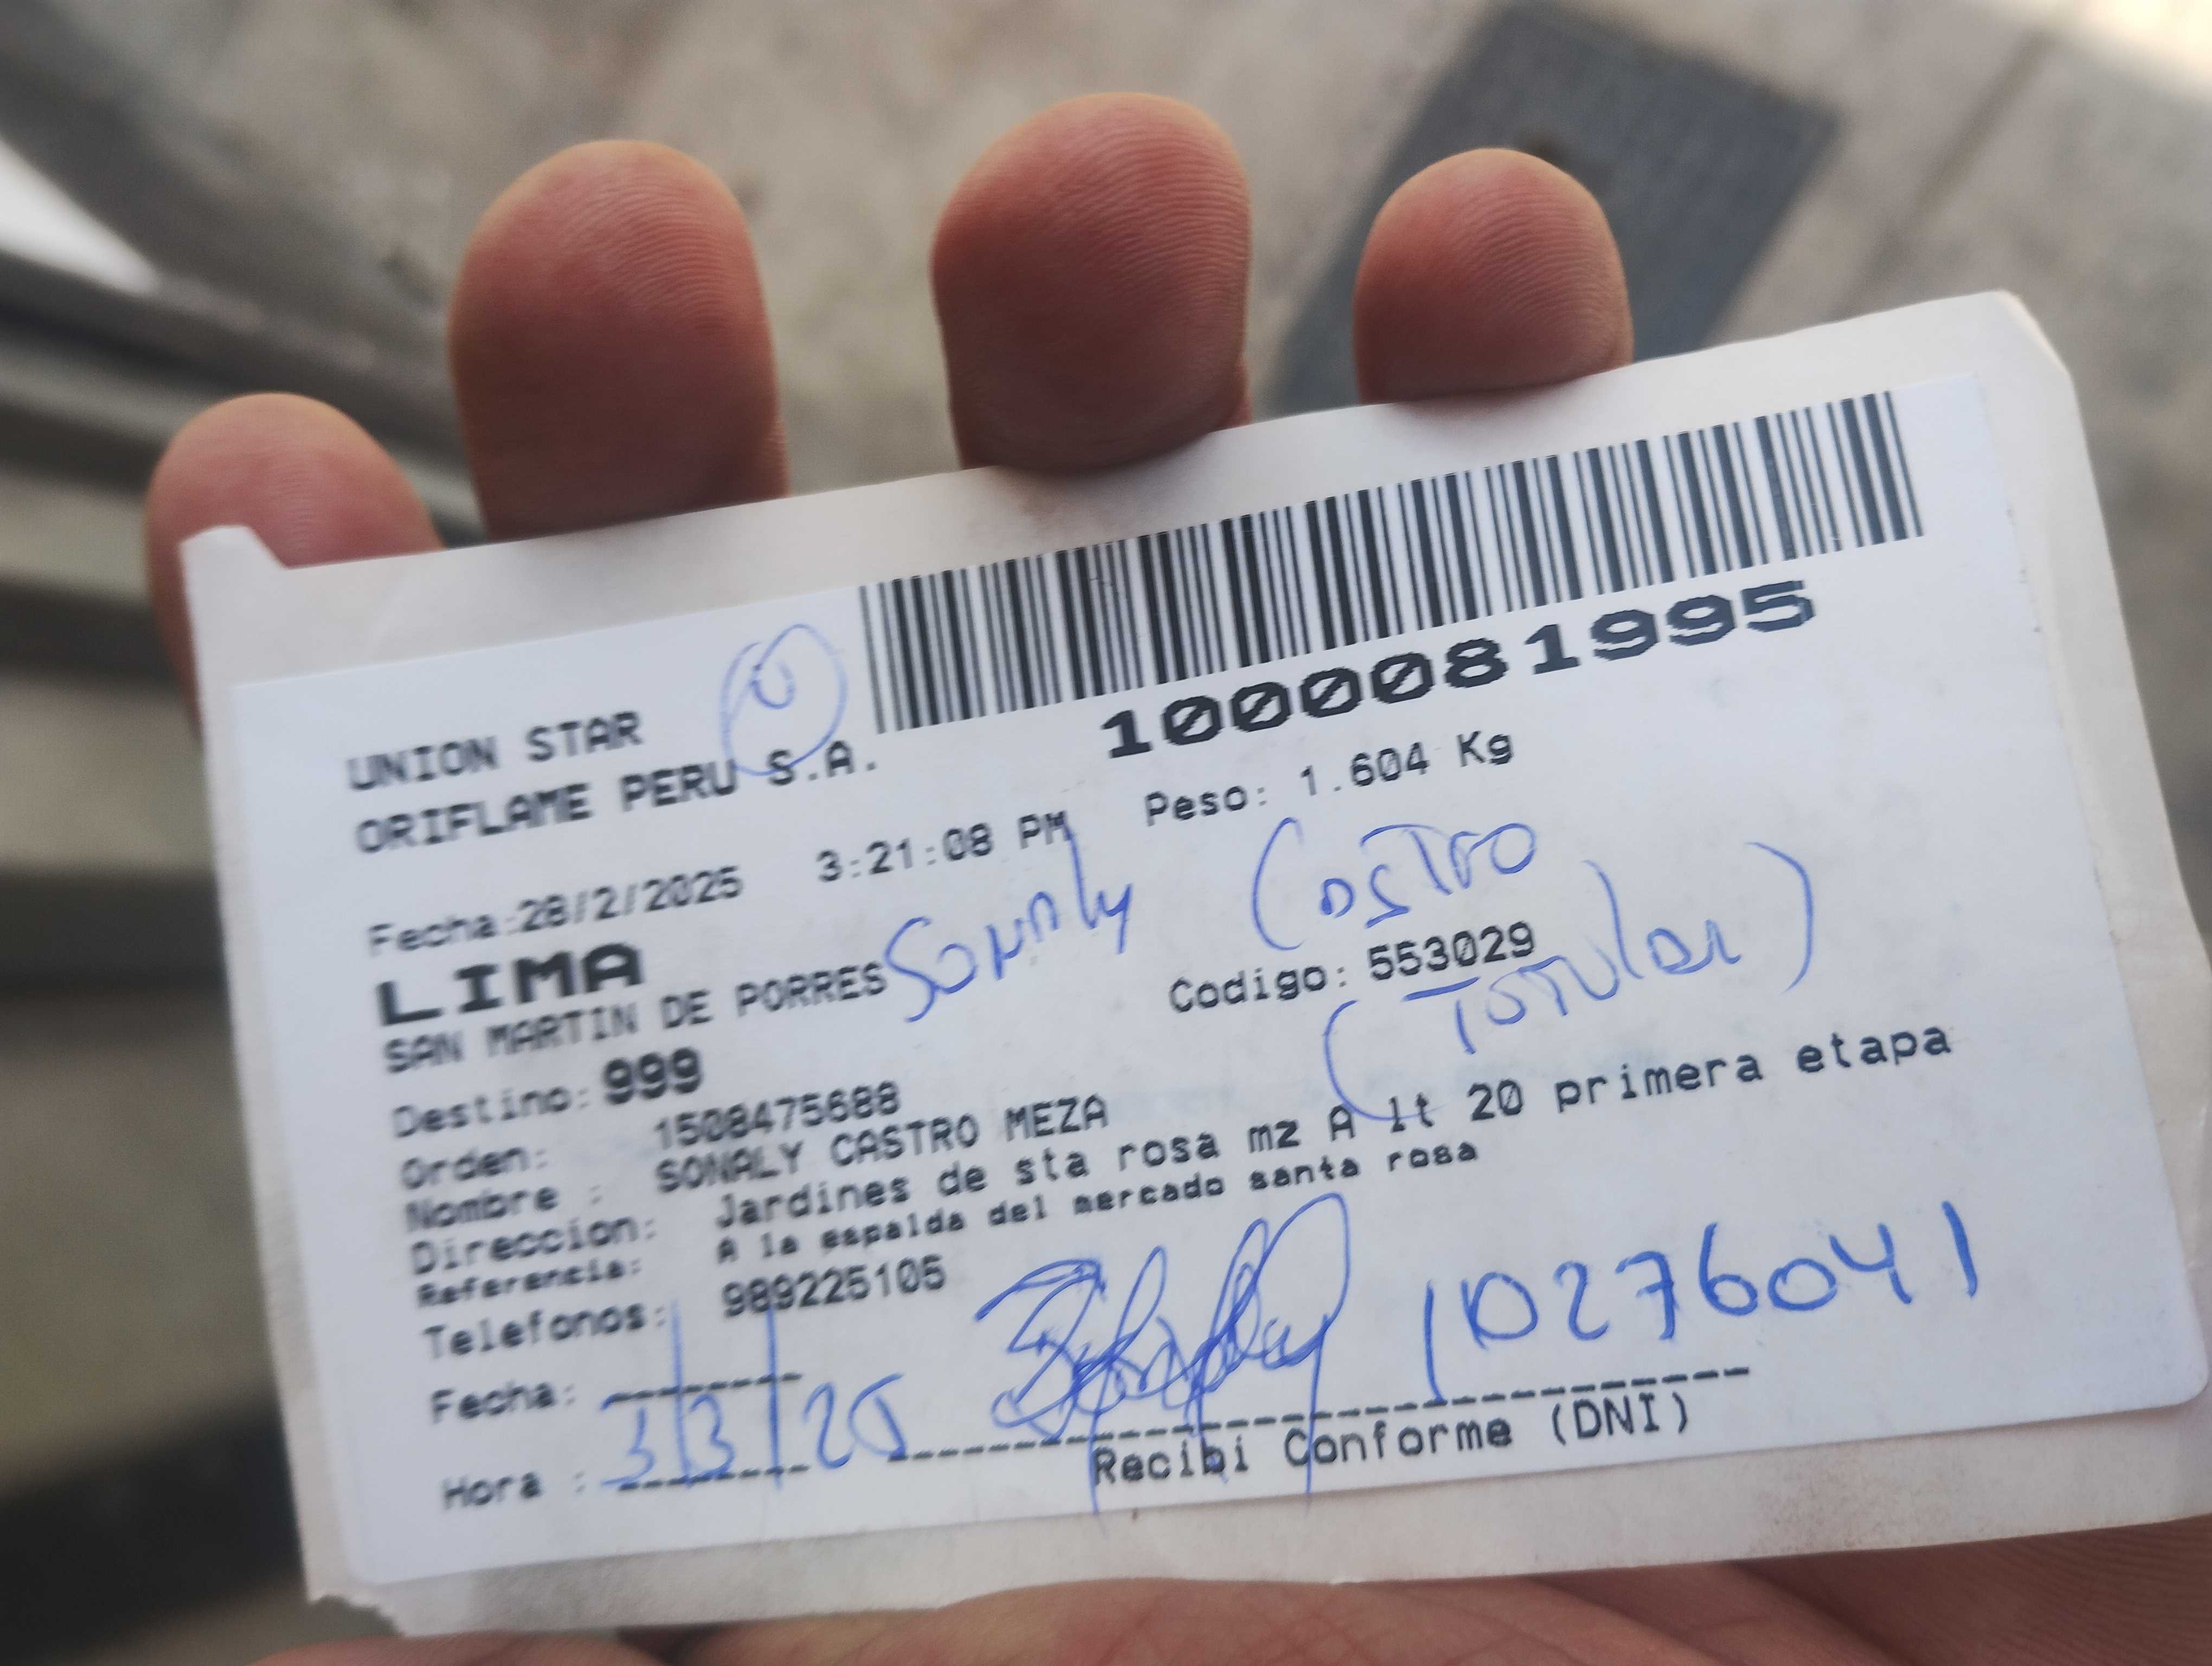 1000081995
UNION STAR
ORIFLAME PERU S.A.
Fecha:28/2/2025 3:21:08 PM Peso: 1.604 Kg
LIMA
Sonaly Castro
SAN MARTIN DE PORRES Codigo: 553029
(Titular)
Destino: 999
Orden: 1508475688
Nombre : SONALY CASTRO MEZA
Direccion: Jardines de sta rosa mz A lt 20 primera etapa
Referencia: A la espalda del mercado santa rosa
Telefonos: 989225105
10276041
Fecha: 3/3/25
Hora :
Recibi Conforme (DNI)